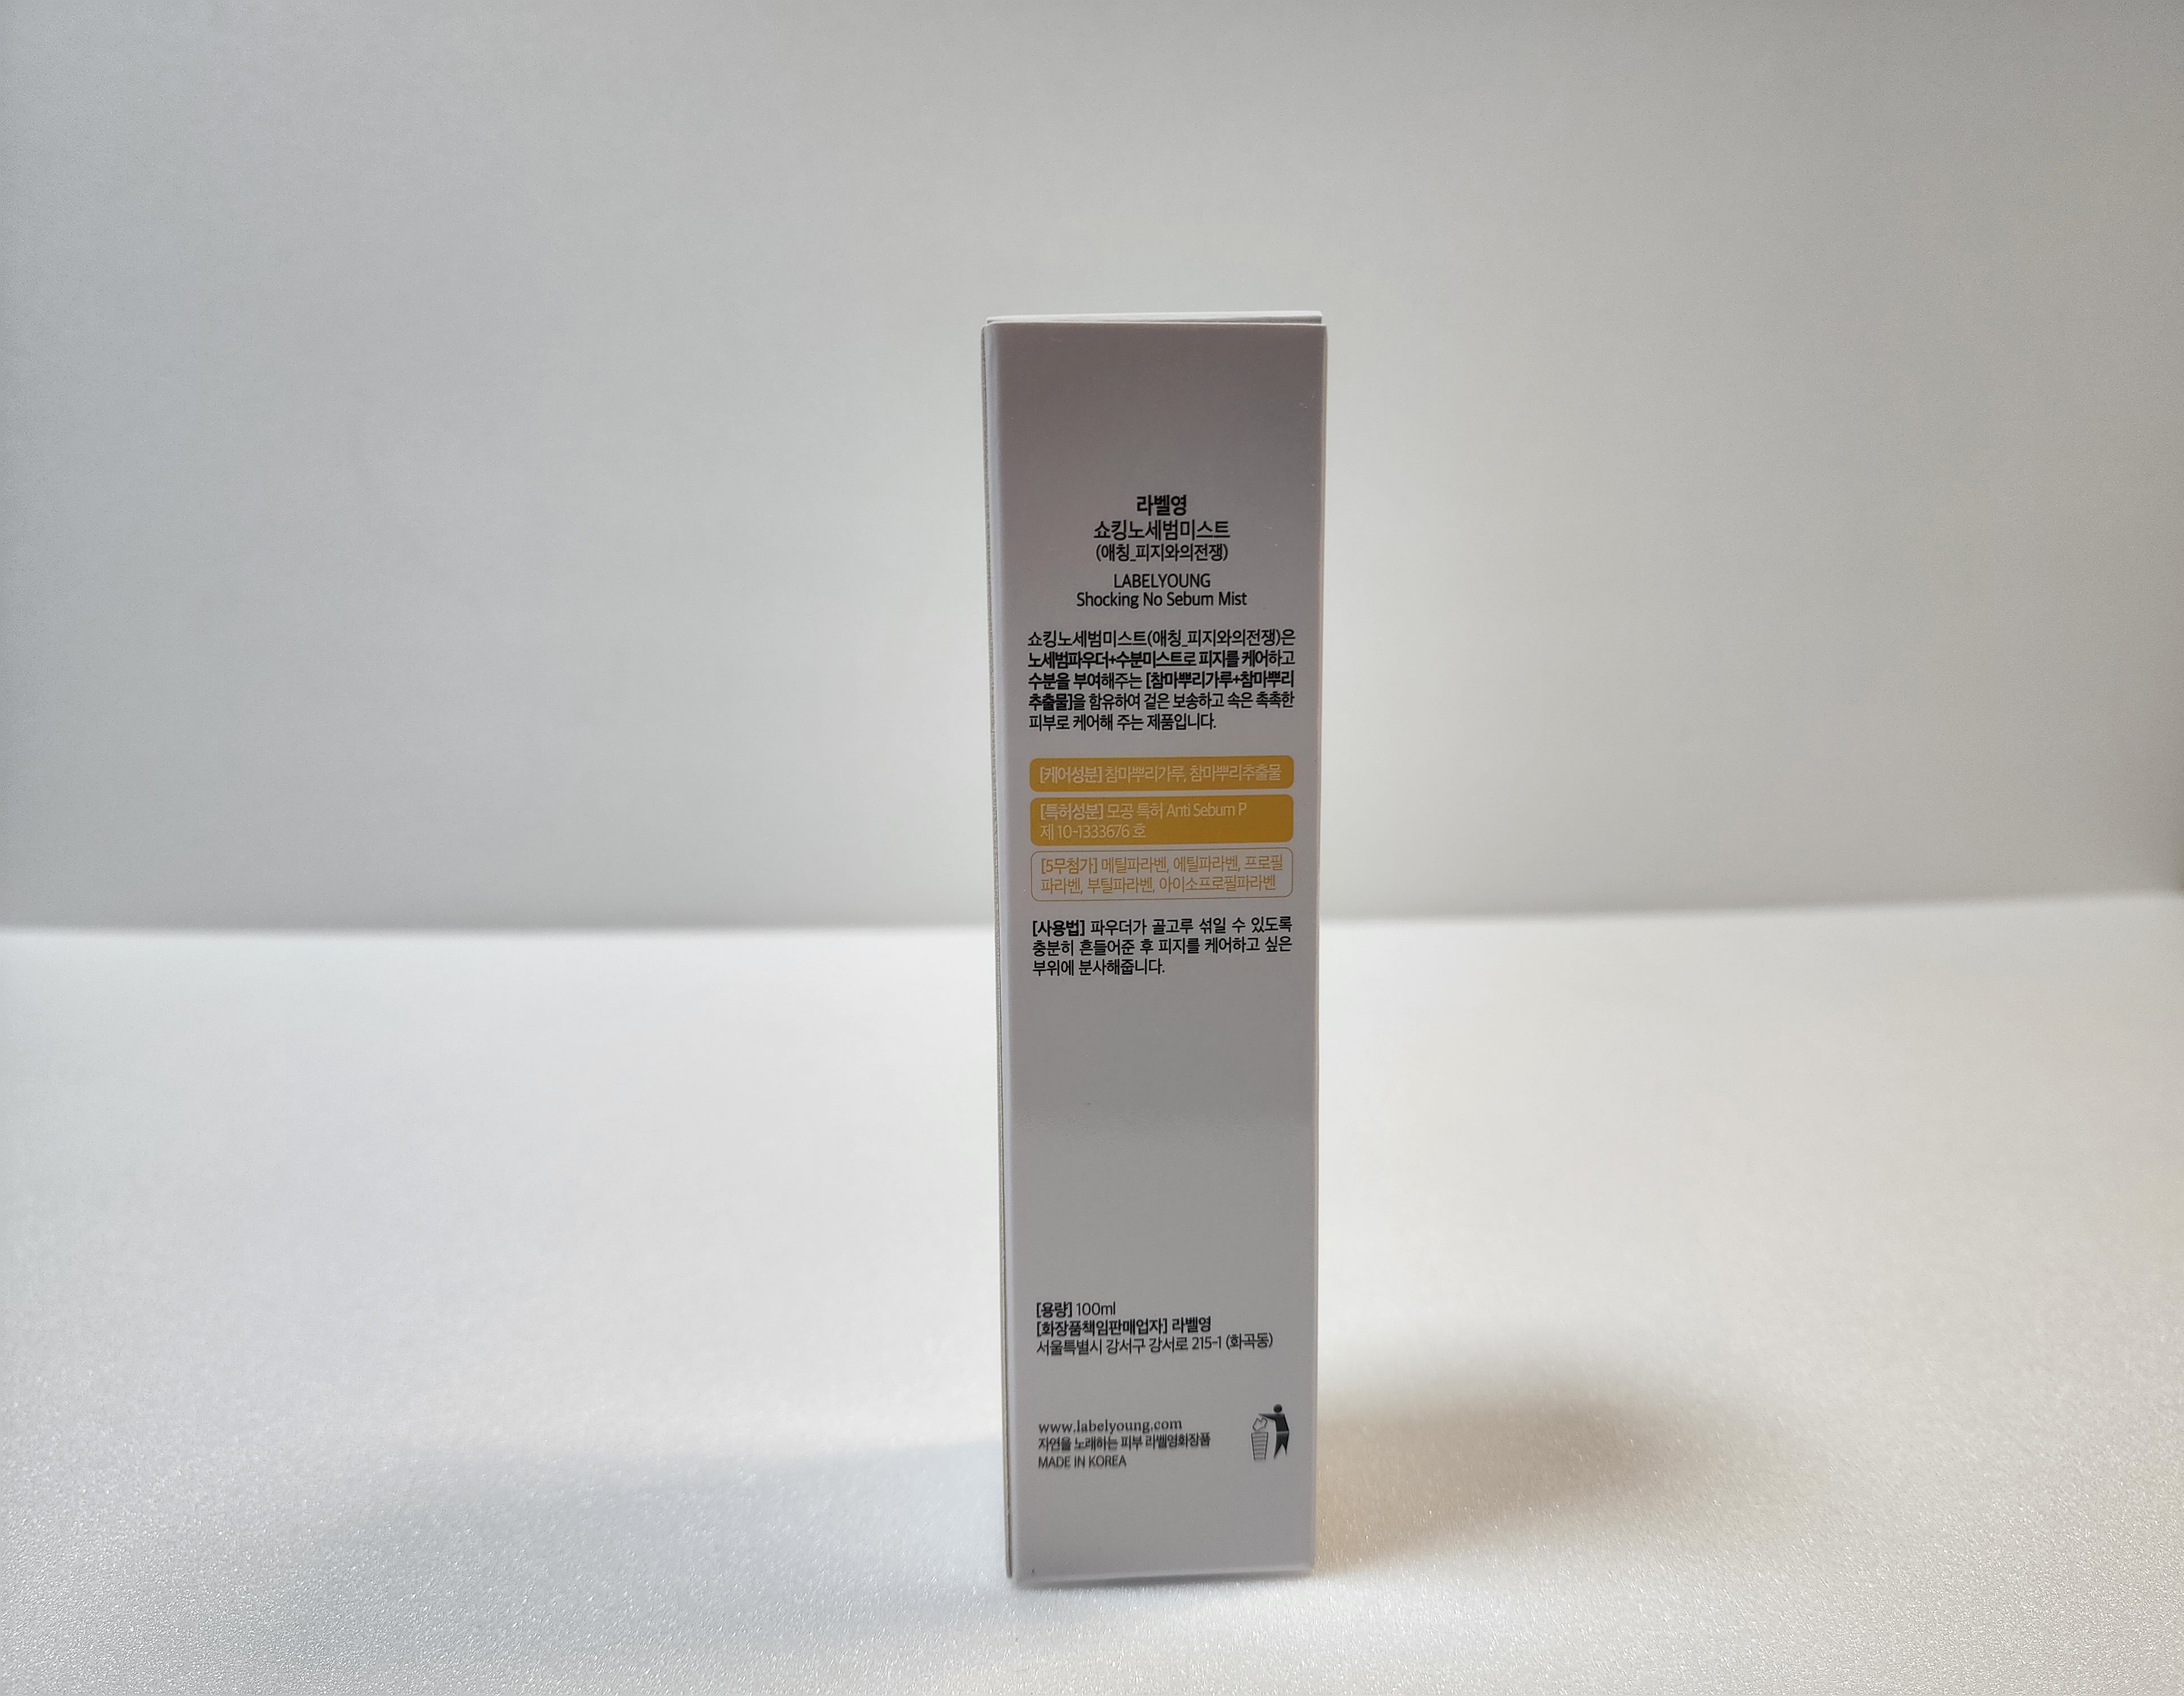 라벨영
쇼킹노세범미스트
(애칭_피지와의전쟁)
LABELYOUNG
Shocking No Sebum Mist
쇼킹노세범미스트(애칭_피지와의전쟁)은
노세범파우더+수분미스트로 피지를 케어하고
수분을 부여해주는 [참마뿌리가루+참마뿌리
추출물]을 함유하여 겉은 보송하고 속은 촉촉한
피부로 케어해 주는 제품입니다.
[케어성분] 참마뿌리가루, 참마뿌리추출물
[특허성분] 모공 특허 Anti Sebum P
제 10-1333676 호
[5무첨가] 메틸파라벤, 에틸파라벤, 프로필
파라벤, 부틸파라벤, 아이소프로필파라벤
[사용법] 파우더가 골고루 섞일 수 있도록
충분히 흔들어준 후 피지를 케어하고 싶은
부위에 분사해줍니다.
[용량] 100ml
[화장품책임판매업자] 라벨영
서울특별시 강서구 강서로 215-1 (화곡동)
www.labelyoung.com
자연을 노래하는 피부 라벨영화장품
MADE IN KOREA